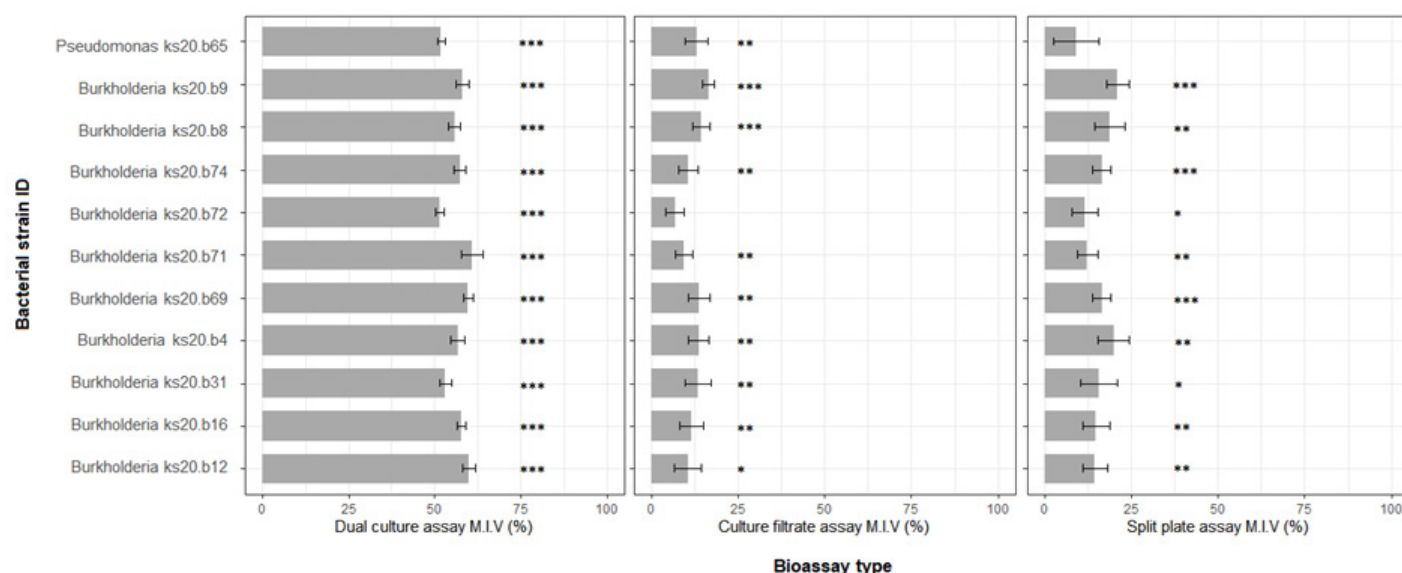 Bacterial strain ID
Pseudomonas ks20.b65 *** **
Burkholderia ks20.b9 *** *** ***
Burkholderia ks20.b8 *** *** **
Burkholderia ks20.b74 *** ** ***
Burkholderia ks20.b72 *** *
Burkholderia ks20.b71 *** ** **
Burkholderia ks20.b69 *** ** ***
Burkholderia ks20.b4 *** ** **
Burkholderia ks20.b31 *** ** *
Burkholderia ks20.b16 *** ** **
Burkholderia ks20.b12 *** * **
0 25 50 75 100 0 25 50 75 100 0 25 50 75 100
Dual culture assay M.I.V (%) Culture filtrate assay M.I.V (%) Split plate assay M.I.V (%)
Bioassay type